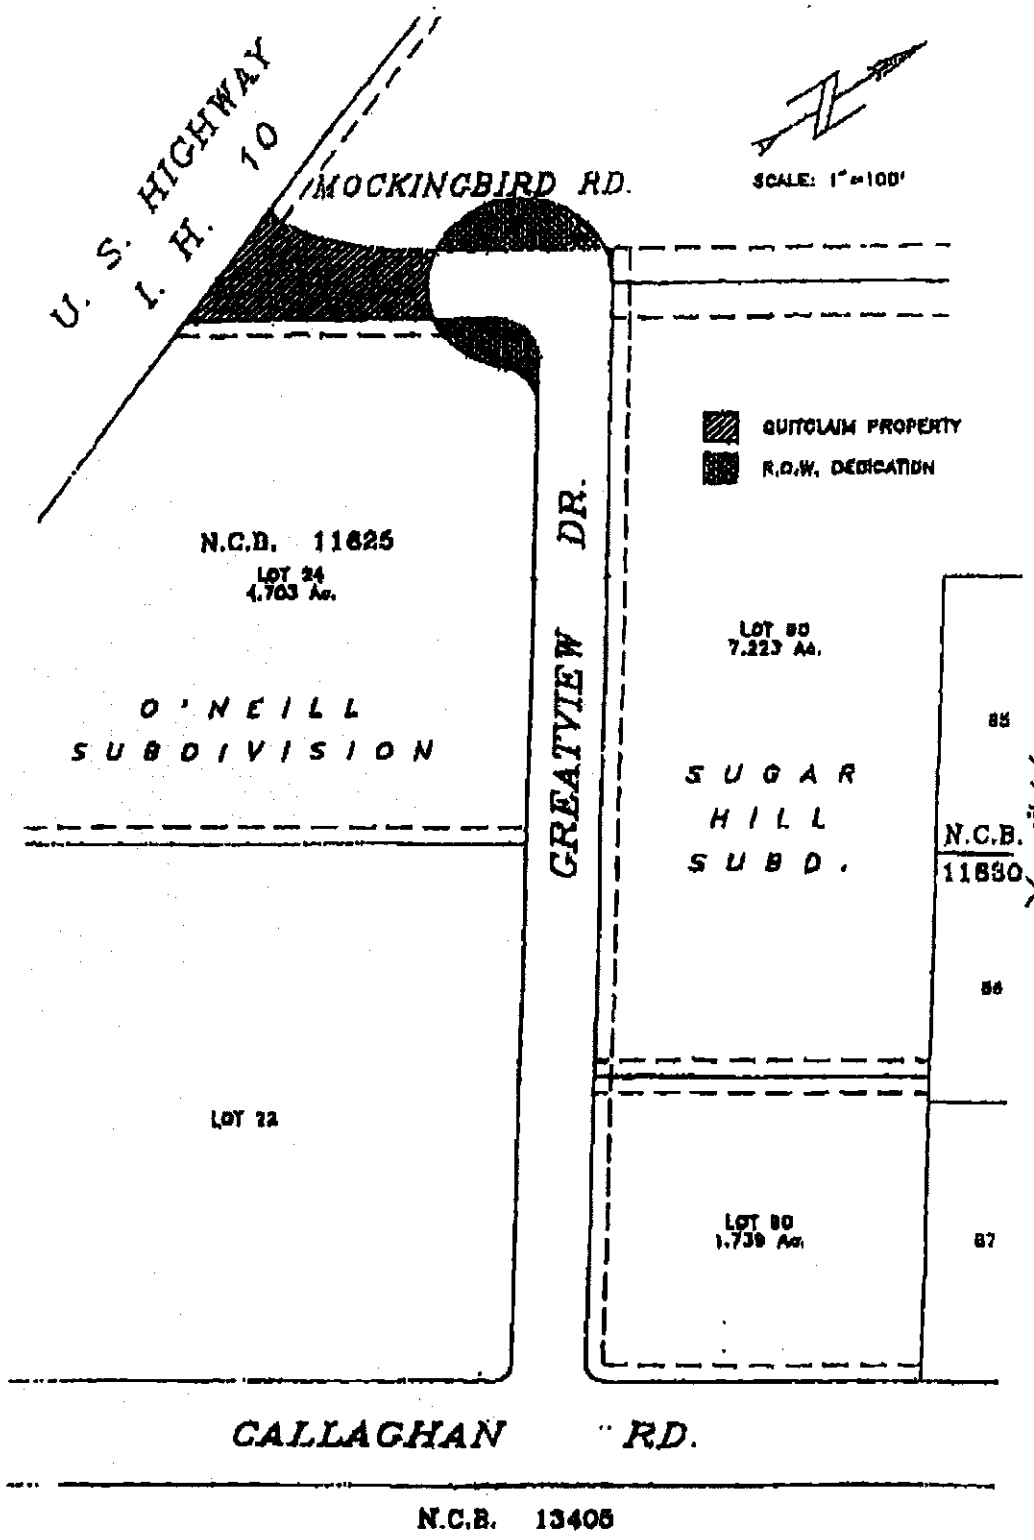 U. S. HIGHWAY
I. H. 10
MOCKINGBIRD RD.
SCALE: 1"=100'
QUITCLAIM PROPERTY
R.O.W. DEDICATION
N.C.B. 11625
LOT 24
4.703 Ac.
GREATVIEW DR.
LOT 80
7.223 Ac.
85
O'NEILL
SUBDIVISION
SUGAR
HILL
SUBD.
N.C.B.
11630
86
LOT 22
LOT 80
1.739 Ac.
87
CALLAGHAN RD.
N.C.B. 13405